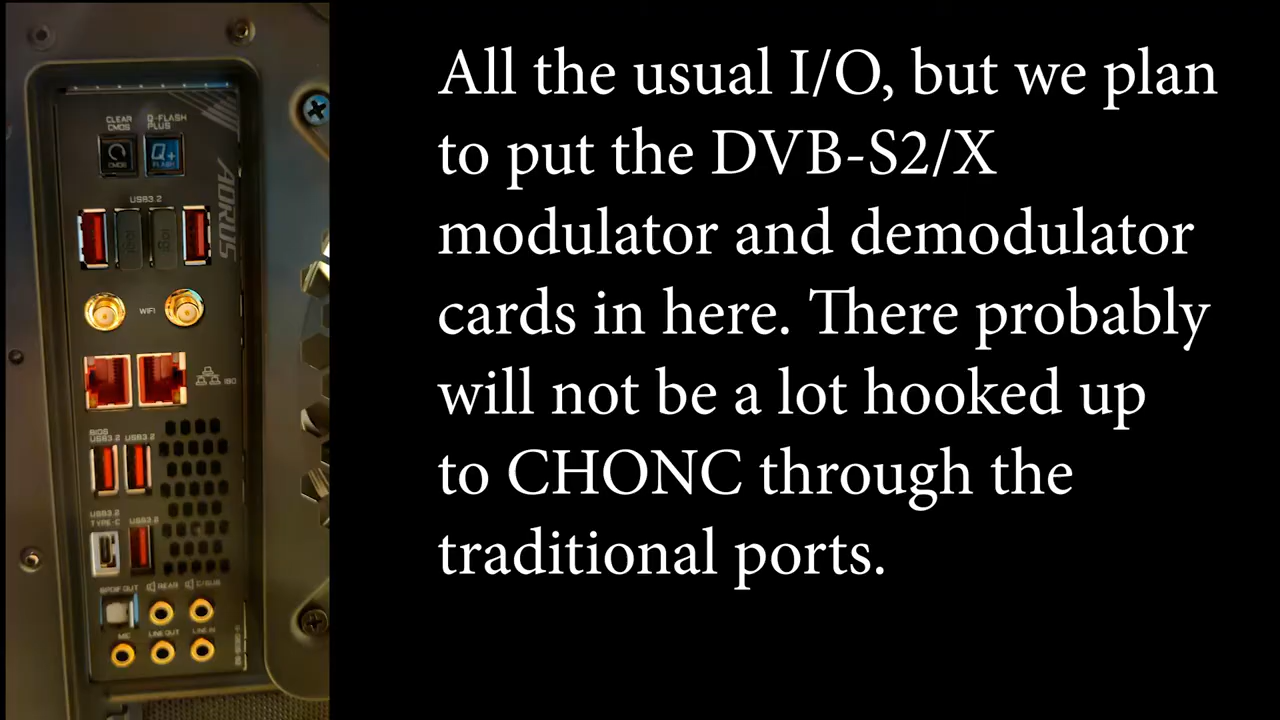 CLEAR
CMOS
Q-FLASH
PLUS
CMOS
Q+
FLASH
AORUS
USB3.2
WIFI
BIOS
USB3.2
USB3.2
USB3.2
TYPE-C
USB3.2
SPDIF OUT
REAR
C/SUB
MIC
LINE OUT
LINE IN
All the usual I/O, but we plan
to put the DVB-S2/X
modulator and demodulator
cards in here. There probably
will not be a lot hooked up
to CHONC through the
traditional ports.